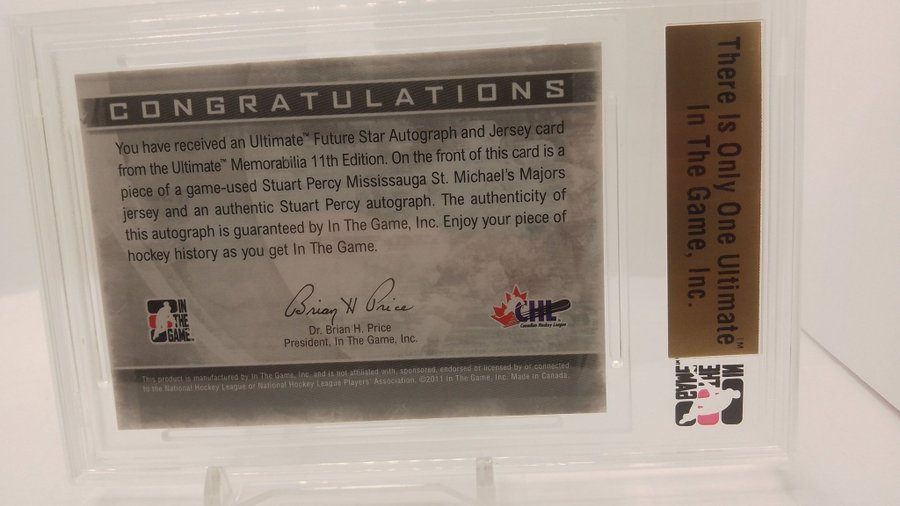 CONGRATULATIONS
You have received an Ultimate™ Future Star Autograph and Jersey card
from the Ultimate™ Memorabilia 11th Edition. On the front of this card is a
piece of a game-used Stuart Percy Mississauga St. Michael's Majors
jersey and an authentic Stuart Percy autograph. The authenticity of
this autograph is guaranteed by In The Game, Inc. Enjoy your piece of
hockey history as you get In The Game.
Brian H Price
Dr. Brian H. Price
President, In The Game, Inc.
IN
THE
GAME
CHL
Canadian Hockey League
This product is manufactured by In The Game, Inc. and is not affiliated with, sponsored, endorsed or licensed by or connected
to the National Hockey League or National Hockey League Players' Association. ©2011 In The Game, Inc. Made in Canada.
There Is Only One Ultimate™
In The Game, Inc.
IN
THE
GAME